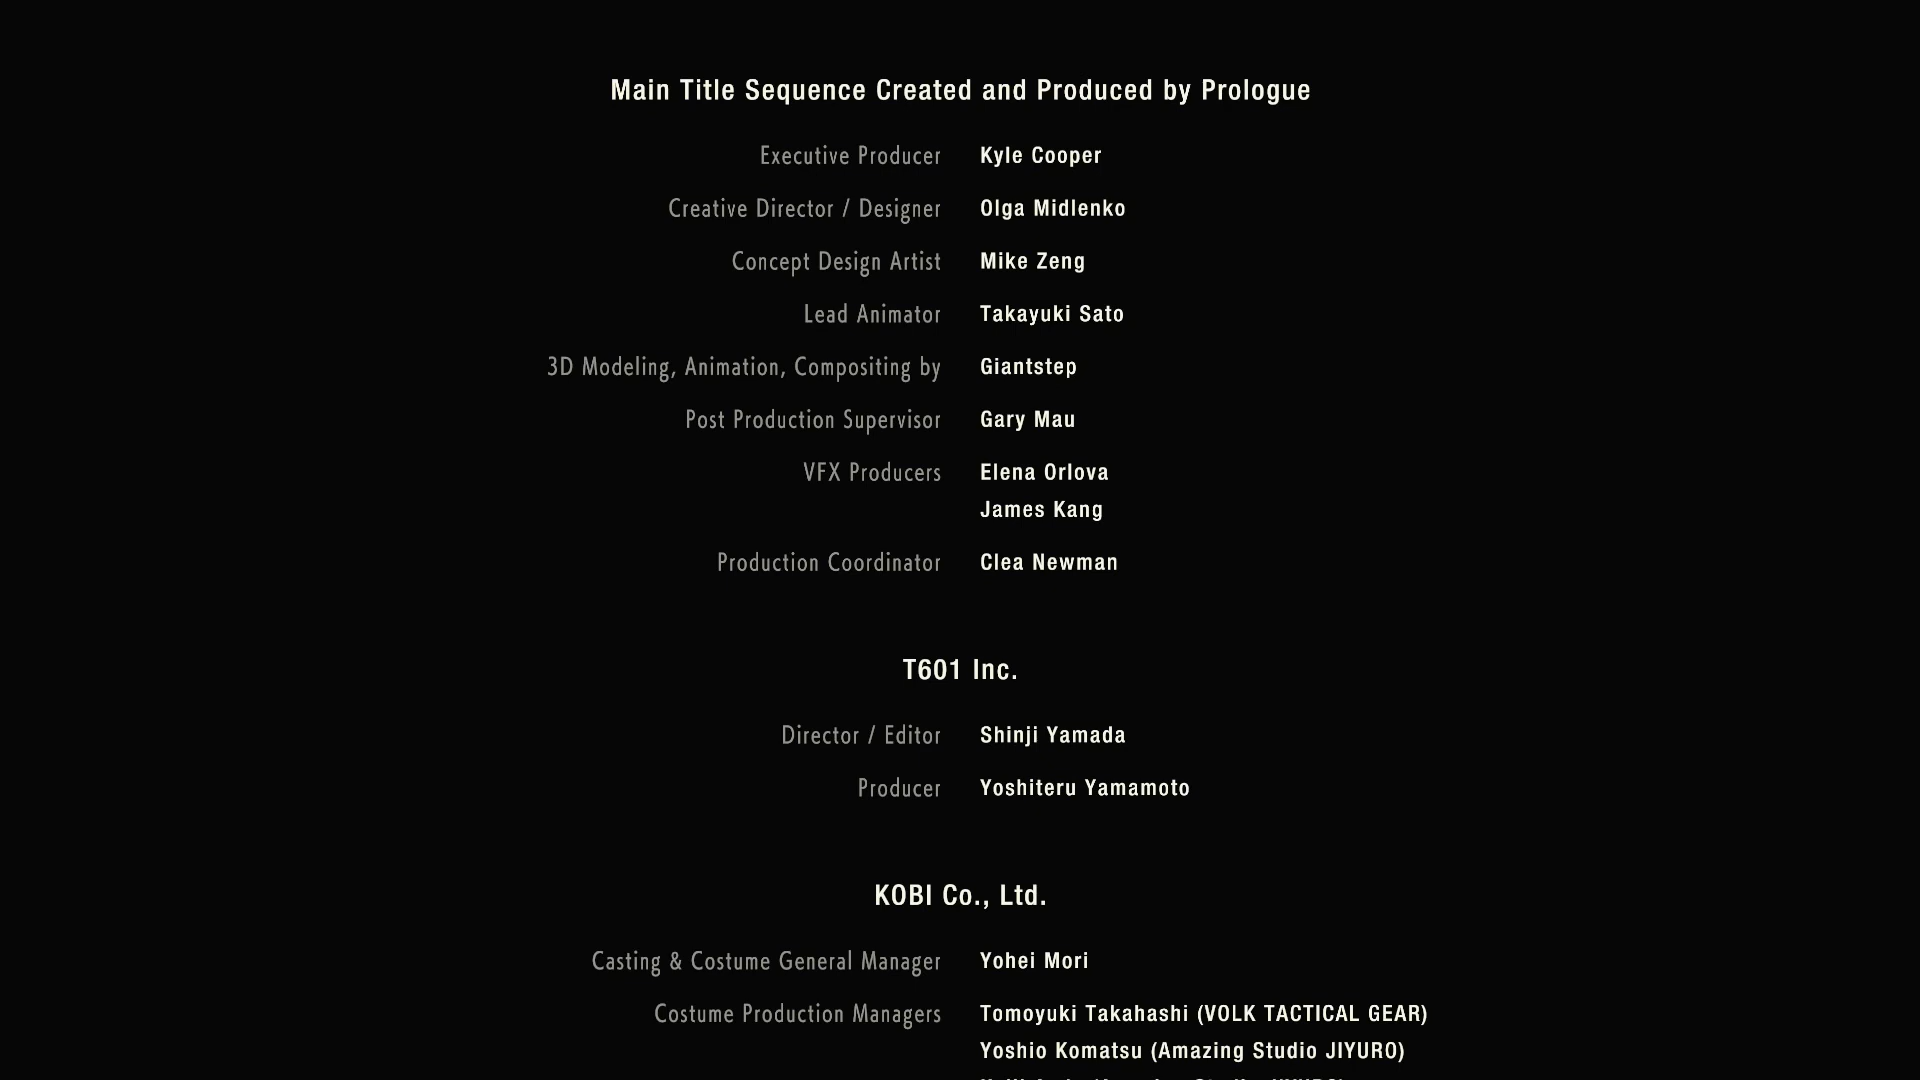 Main Title Sequence Created and Produced by Prologue
Executive Producer Kyle Cooper
Creative Director / Designer Olga Midlenko
Concept Design Artist Mike Zeng
Lead Animator Takayuki Sato
3D Modeling, Animation, Compositing by Giantstep
Post Production Supervisor Gary Mau
VFX Producers Elena Orlova
James Kang
Production Coordinator Clea Newman
T601 Inc.
Director / Editor Shinji Yamada
Producer Yoshiteru Yamamoto
KOBI Co., Ltd.
Casting & Costume General Manager Yohei Mori
Costume Production Managers Tomoyuki Takahashi (VOLK TACTICAL GEAR)
Yoshio Komatsu (Amazing Studio JIYURO)